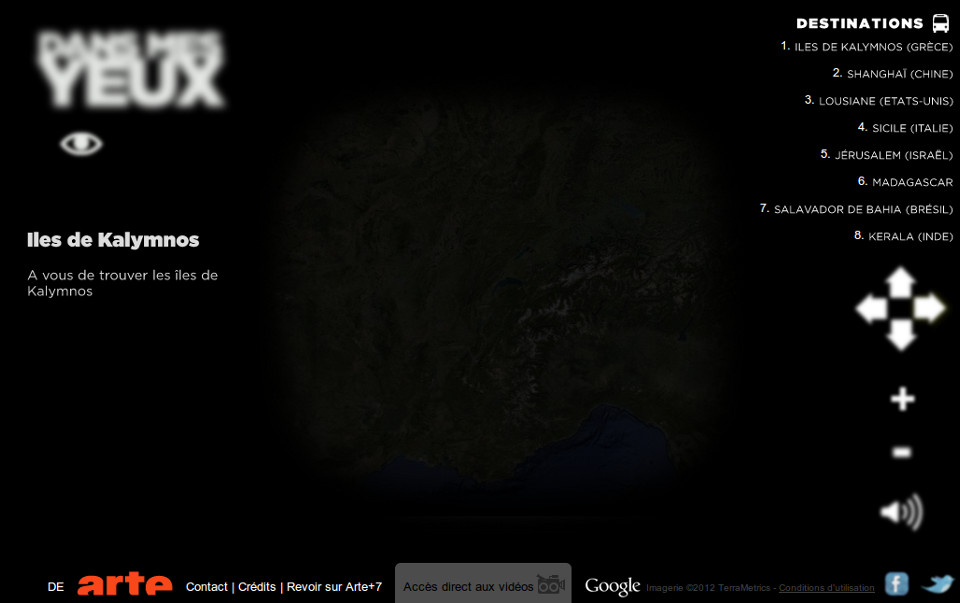 DANS MES
YEUX
DESTINATIONS
1. ILES DE KALYMNOS (GRÈCE)
2. SHANGHAÏ (CHINE)
3. LOUSIANE (ETATS-UNIS)
4. SICILE (ITALIE)
5. JÉRUSALEM (ISRAËL)
6. MADAGASCAR
7. SALAVADOR DE BAHIA (BRÉSIL)
8. KERALA (INDE)
Iles de Kalymnos
A vous de trouver les îles de
Kalymnos
DE arte Contact | Crédits | Revoir sur Arte+7 Accès direct aux vidéos Google Imagerie ©2012 TerraMetrics - Conditions d'utilisation